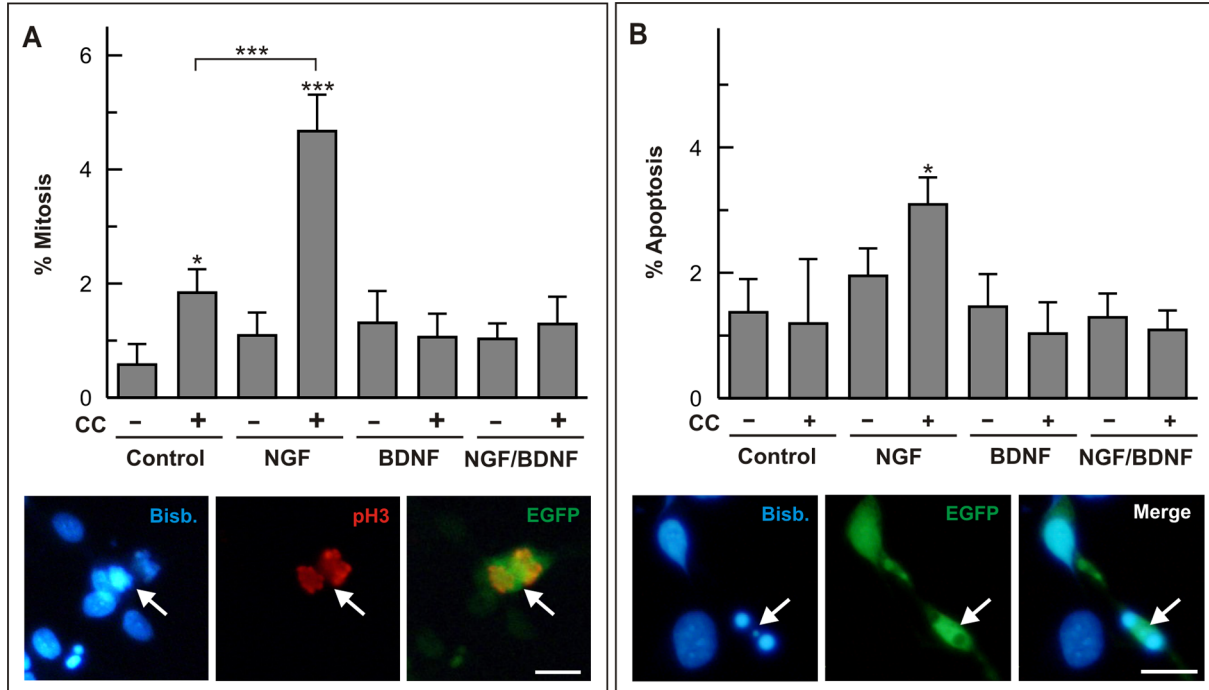 A
% Mitosis
6
4
2
0
***
***
*
CC - + - + - + - +
Control NGF BDNF NGF/BDNF
Bisb. pH3 EGFP
B
% Apoptosis
4
2
0
*
CC - + - + - + - +
Control NGF BDNF NGF/BDNF
Bisb. EGFP Merge